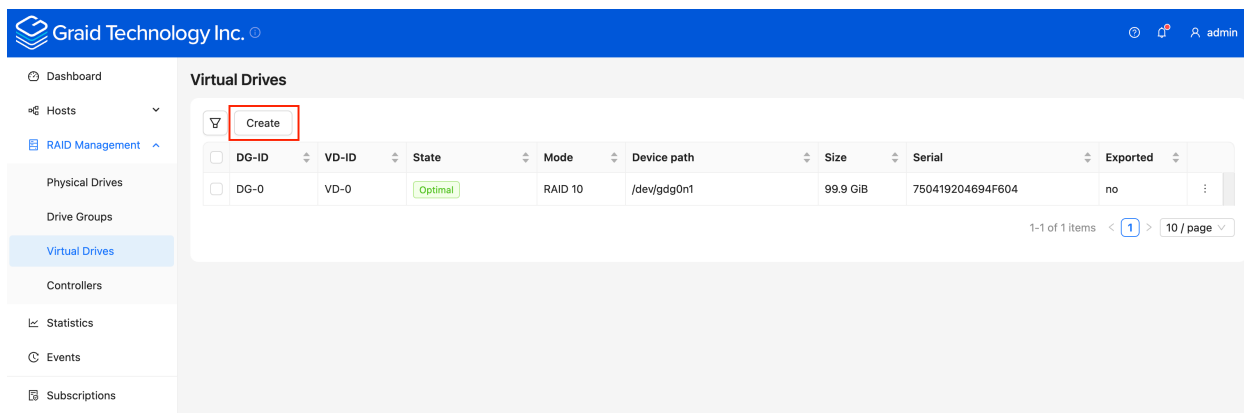 Graid Technology Inc.
admin
Dashboard
Hosts
RAID Management
Physical Drives
Drive Groups
Virtual Drives
Controllers
Statistics
Events
Subscriptions
Virtual Drives
Create
DG-ID VD-ID State Mode Device path Size Serial Exported
DG-0 VD-0 Optimal RAID 10 /dev/gdg0n1 99.9 GiB 750419204694F604 no
1-1 of 1 items < 1 > 10 / page